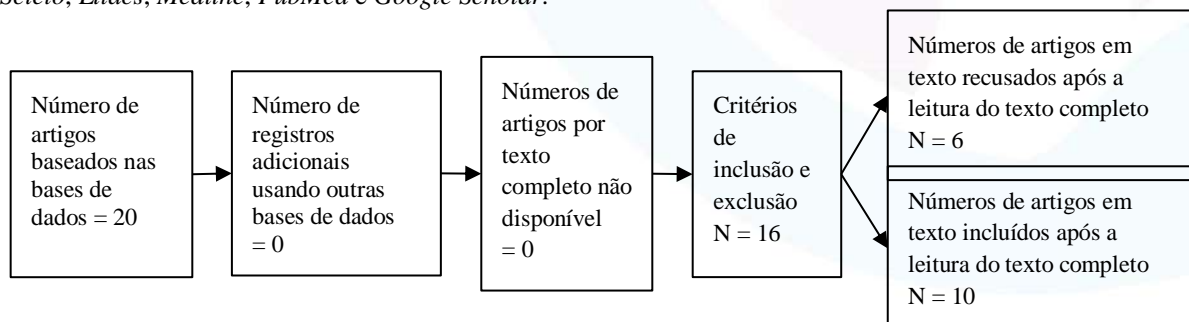 Scielo, Lilacs, Medline, PubMed e Google Scholar.
Número de
artigos
baseados nas
bases de
dados = 20
Número de
registros
adicionais
usando outras
bases de dados
= 0
Números de
artigos por
texto
completo não
disponível
= 0
Critérios
de
inclusão e
exclusão
N = 16
Números de artigos em
texto recusados após a
leitura do texto completo
N = 6
Números de artigos em
texto incluídos após a
leitura do texto completo
N = 10